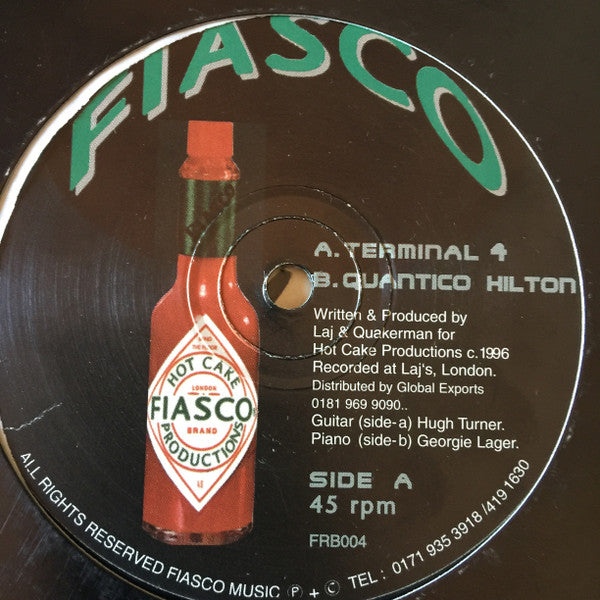 FIASCO
A. TERMINAL 4
B. QUANTICO HILTON
Written & Produced by
Laj & Quakerman for
Hot Cake Productions c.1996
Recorded at Laj's, London.
Distributed by Global Exports
0181 969 9090..
Guitar (side-a) Hugh Turner.
Piano (side-b) Georgie Lager.
SIDE A
45 rpm
FRB004
HOT CAKE
LONDON
FIASCO
BRAND
PRODUCTIONS
ALL RIGHTS RESERVED FIASCO MUSIC Ⓟ + © TEL : 0171 935 3918 /419 1630